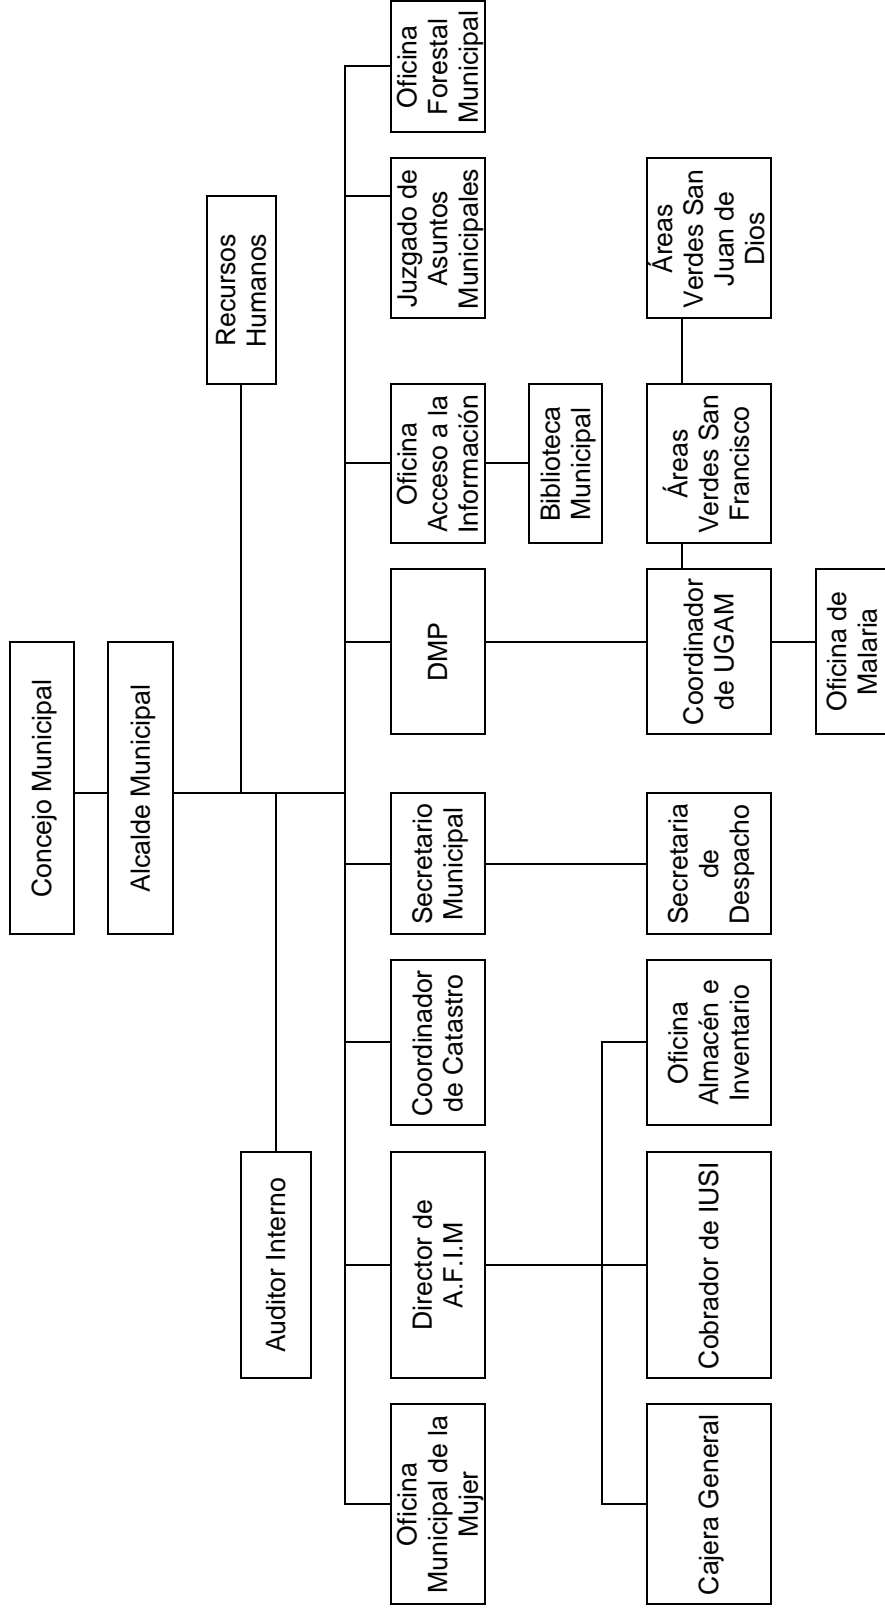 Concejo Municipal
Alcalde Municipal
Recursos
Humanos
Auditor Interno
Oficina
Municipal de la
Mujer
Director de
A.F.I.M
Coordinador
de Catastro
Secretario
Municipal
DMP
Oficina
Acceso a la
Información
Juzgado de
Asuntos
Municipales
Oficina
Forestal
Municipal
Biblioteca
Municipal
Cajera General
Cobrador de IUSI
Oficina
Almacén e
Inventario
Secretaria
de
Despacho
Coordinador
de UGAM
Áreas
Verdes San
Francisco
Áreas
Verdes San
Juan de
Dios
Oficina de
Malaria